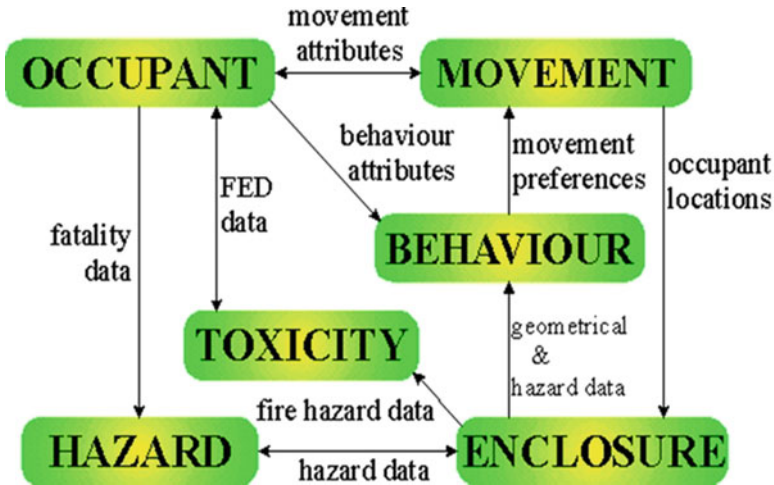 movement
attributes
OCCUPANT
MOVEMENT
behaviour
attributes
movement
preferences
occupant
locations
FED
data
fatality
data
BEHAVIOUR
TOXICITY
geometrical
&
hazard data
fire hazard data
HAZARD
hazard data
ENCLOSURE